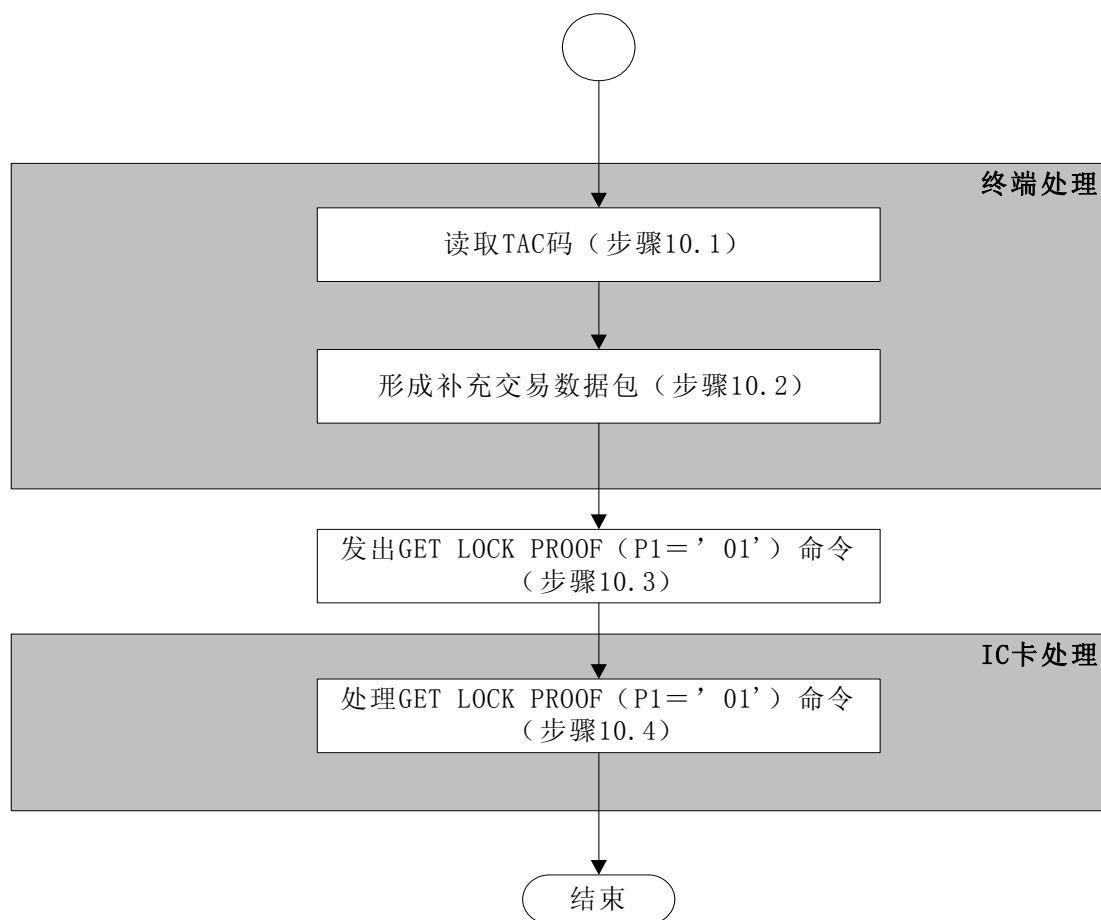 终端处理
读取TAC码（步骤10.1）
形成补充交易数据包（步骤10.2）
发出GET LOCK PROOF（P1＝’01'）命令
（步骤10.3）
IC卡处理
处理GET LOCK PROOF（P1＝’01'）命令
（步骤10.4）
结束